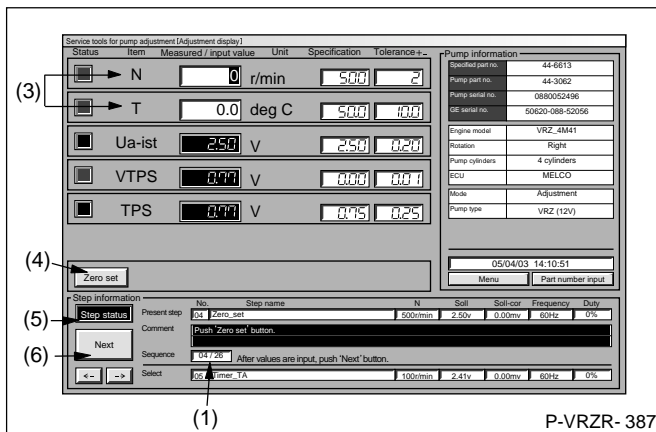 Service tools for pump adjustment [Adjustment display]
Status Item Measured / input value Unit Specification Tolerance+-
N 0 r/min 500 2
(3)
T 0.0 deg C 50.0 10.0
Ua-ist 2.50 V 2.50 0.20
VTPS 0.77 V 0.00 0.01
TPS 0.77 V 0.75 0.25
Pump information
Specified part no. 44-6613
Pump part no. 44-3062
Pump serial no. 0880052496
GE serial no. 50620-088-52056
Engine model VRZ_4M41
Rotation Right
Pump cylinders 4 cylinders
ECU MELCO
Mode Adjustment
Pump type VRZ (12V)
05/04/03 14:10:51
Menu Part number input
(4)
Zero set
Step information
No. Step name N Soll Soll-cor Frequency Duty
(5)
Step status Present step 04 Zero_set 500r/min 2.50v 0.00mv 60Hz 0%
Comment Push 'Zero set' button.
(6)
Next
Sequence 04 / 26 After values are input, push 'Next' button.
<- -> Select 05 Timer_TA 100r/min 2.41v 0.00mv 60Hz 0%
(1)
P-VRZR- 387